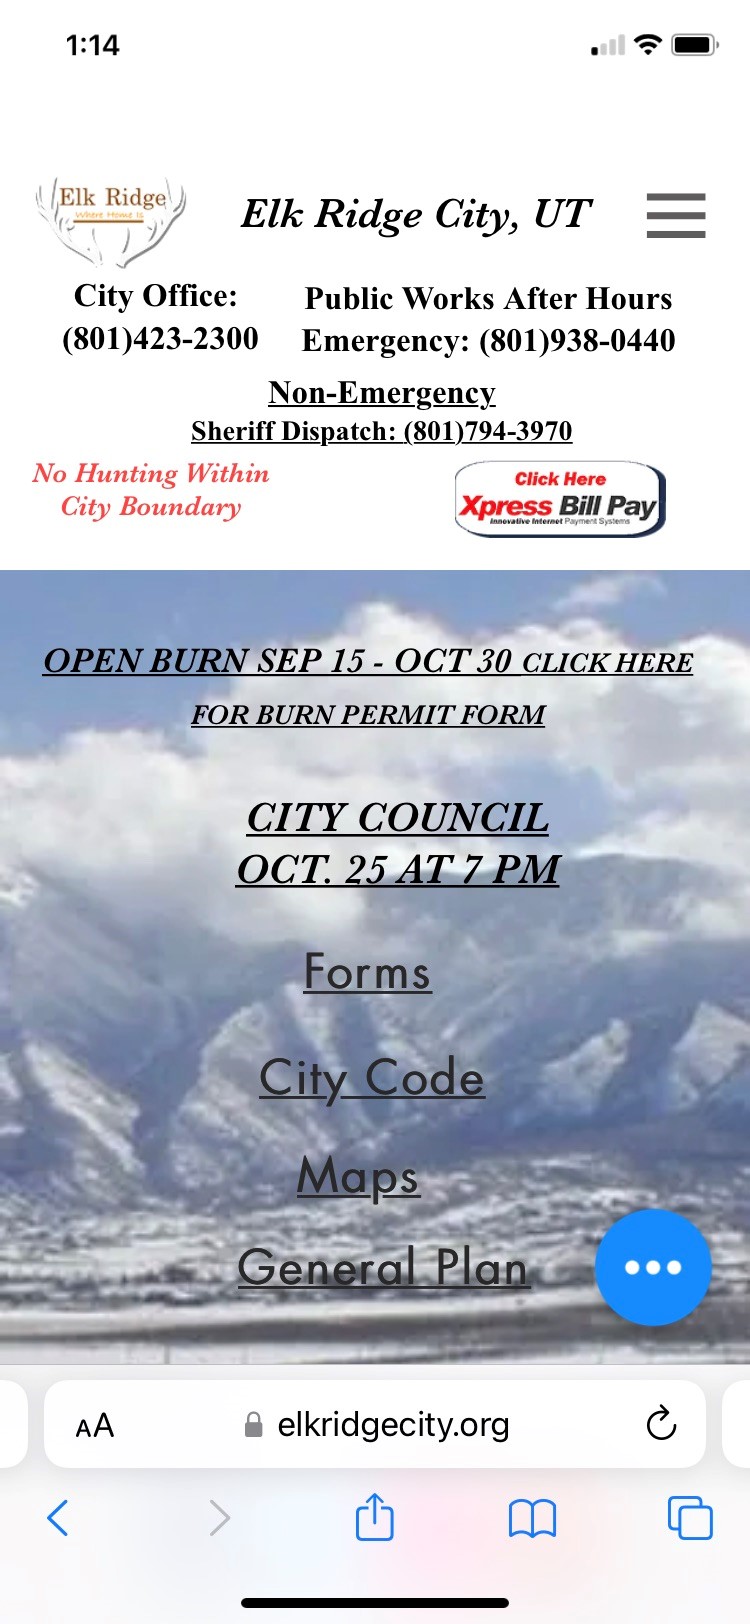 1:14
Elk Ridge
Where Home Is
Elk Ridge City, UT
City Office:
(801)423-2300
Public Works After Hours
Emergency: (801)938-0440
Non-Emergency
Sheriff Dispatch: (801)794-3970
No Hunting Within
City Boundary
Click Here
Xpress Bill Pay
Innovative Internet Payment Systems
OPEN BURN SEP 15 - OCT 30 CLICK HERE
FOR BURN PERMIT FORM
CITY COUNCIL
OCT. 25 AT 7 PM
Forms
City Code
Maps
General Plan
AA
elkridgecity.org